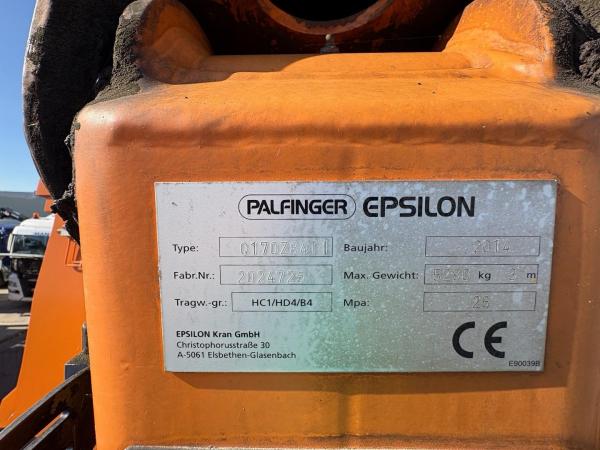 PALFINGER EPSILON
Type: Baujahr: 2014
Fabr.Nr.: Max. Gewicht: kg m
Tragw.-gr.: HC1/HD4/B4 Mpa: 26
EPSILON Kran GmbH
Christophorusstraße 30
A-5061 Elsbethen-Glasenbach
CE
E90039B